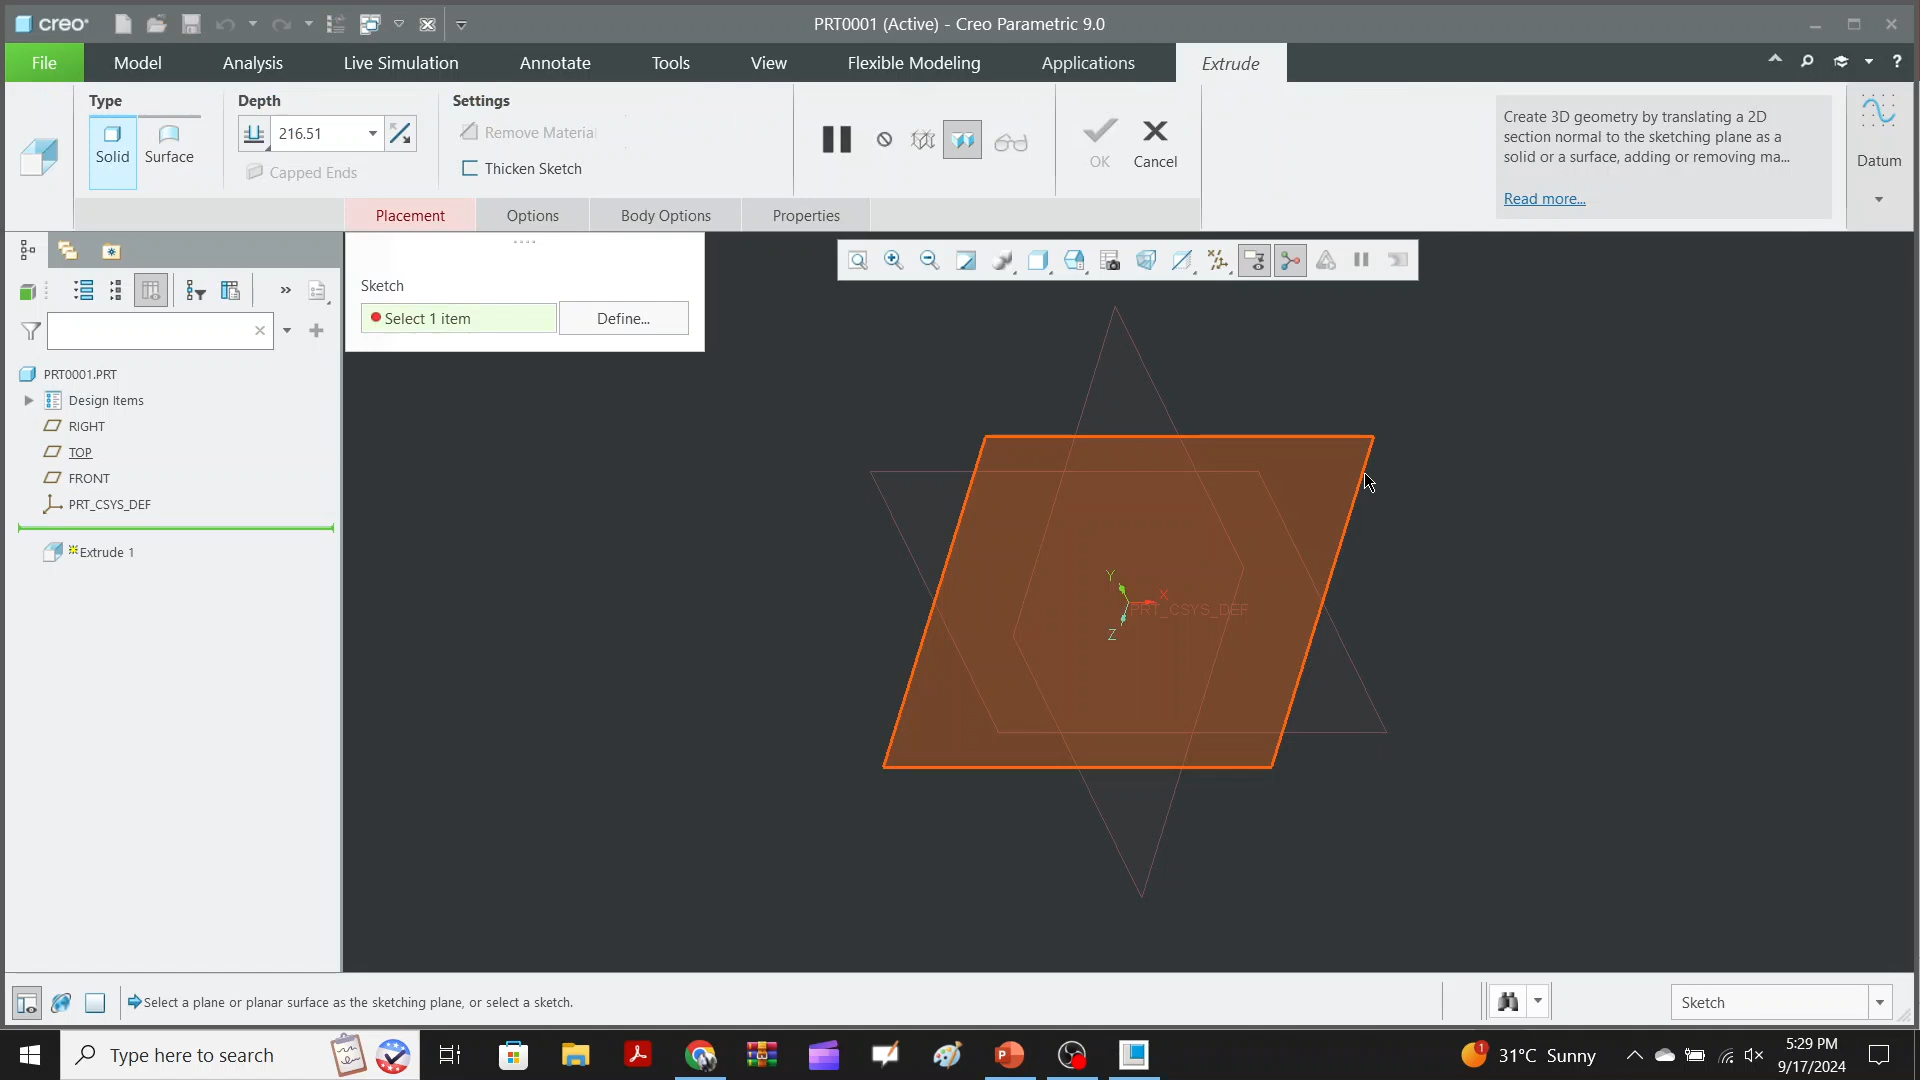 creo
PRT0001 (Active) - Creo Parametric 9.0
File Model Analysis Live Simulation Annotate Tools View Flexible Modeling Applications Extrude
Type Depth Settings
Solid Surface
216.51
Capped Ends
Remove Material
Thicken Sketch
OK Cancel
Create 3D geometry by translating a 2D
section normal to the sketching plane as a
solid or a surface, adding or removing ma...
Read more...
Datum
Placement Options Body Options Properties
Sketch
Select 1 item Define...
PRT0001.PRT
Design Items
RIGHT
TOP
FRONT
PRT_CSYS_DEF
Extrude 1
Y
X
PRT_CSYS_DEF
Z
Select a plane or planar surface as the sketching plane, or select a sketch.
Sketch
Type here to search
1
31°C Sunny
5:29 PM
9/17/2024